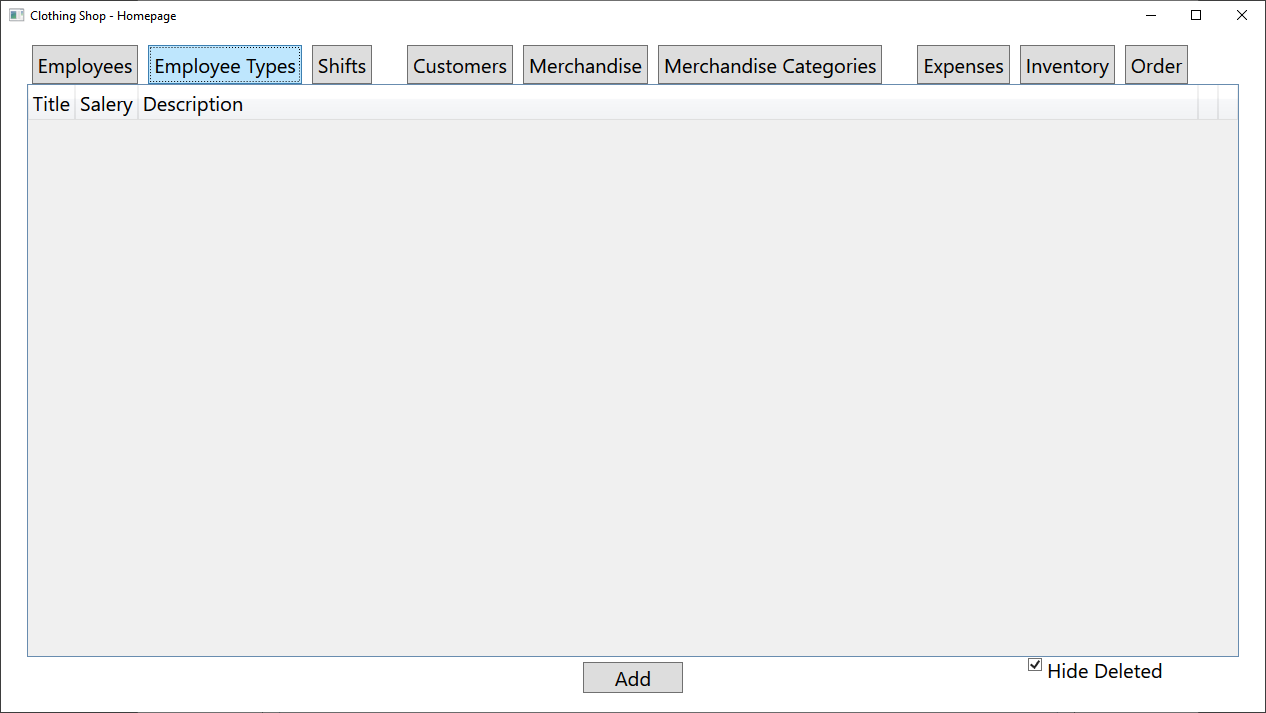 Clothing Shop - Homepage
Employees Employee Types Shifts Customers Merchandise Merchandise Categories Expenses Inventory Order
Title Salery Description
Add
Hide Deleted